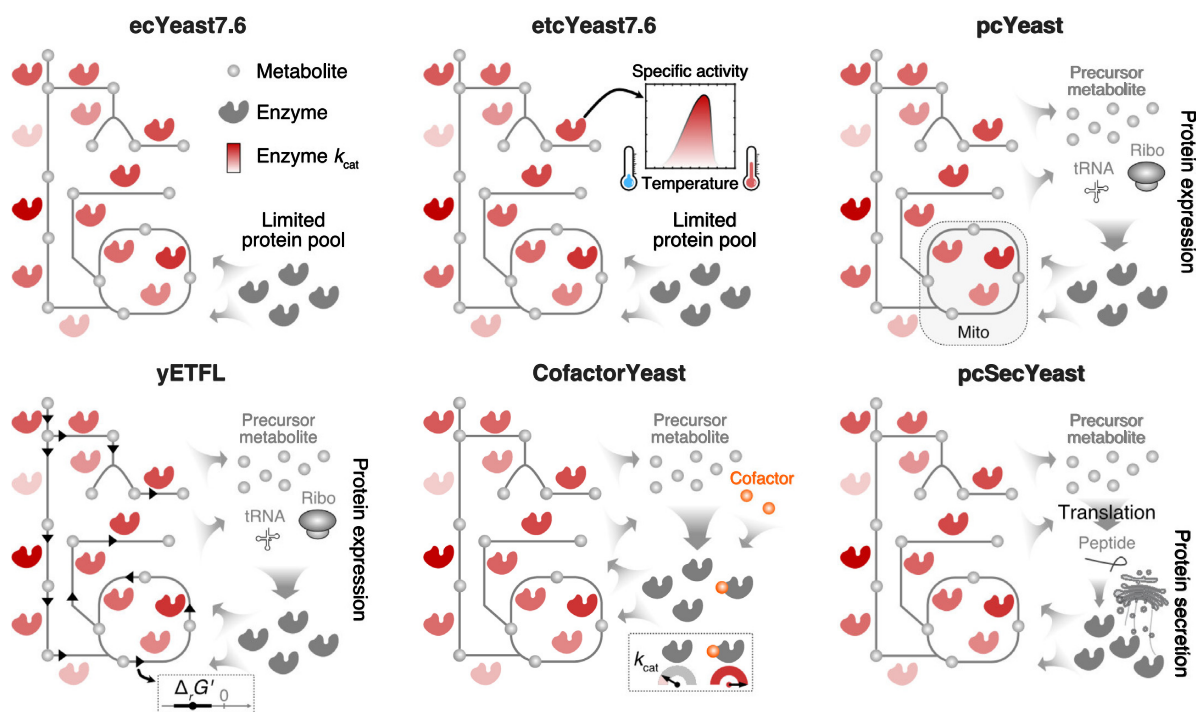 ecYeast7.6
Metabolite
Enzyme
Enzyme kcat
Limited
protein pool
etcYeast7.6
Specific activity
Temperature
Limited
protein pool
pcYeast
Precursor
metabolite
tRNA
Ribo
Protein expression
Mito
yETFL
Precursor
metabolite
tRNA
Ribo
Protein expression
ΔrG'
0
CofactorYeast
Precursor
metabolite
Cofactor
kcat
pcSecYeast
Precursor
metabolite
Translation
Peptide
Protein secretion